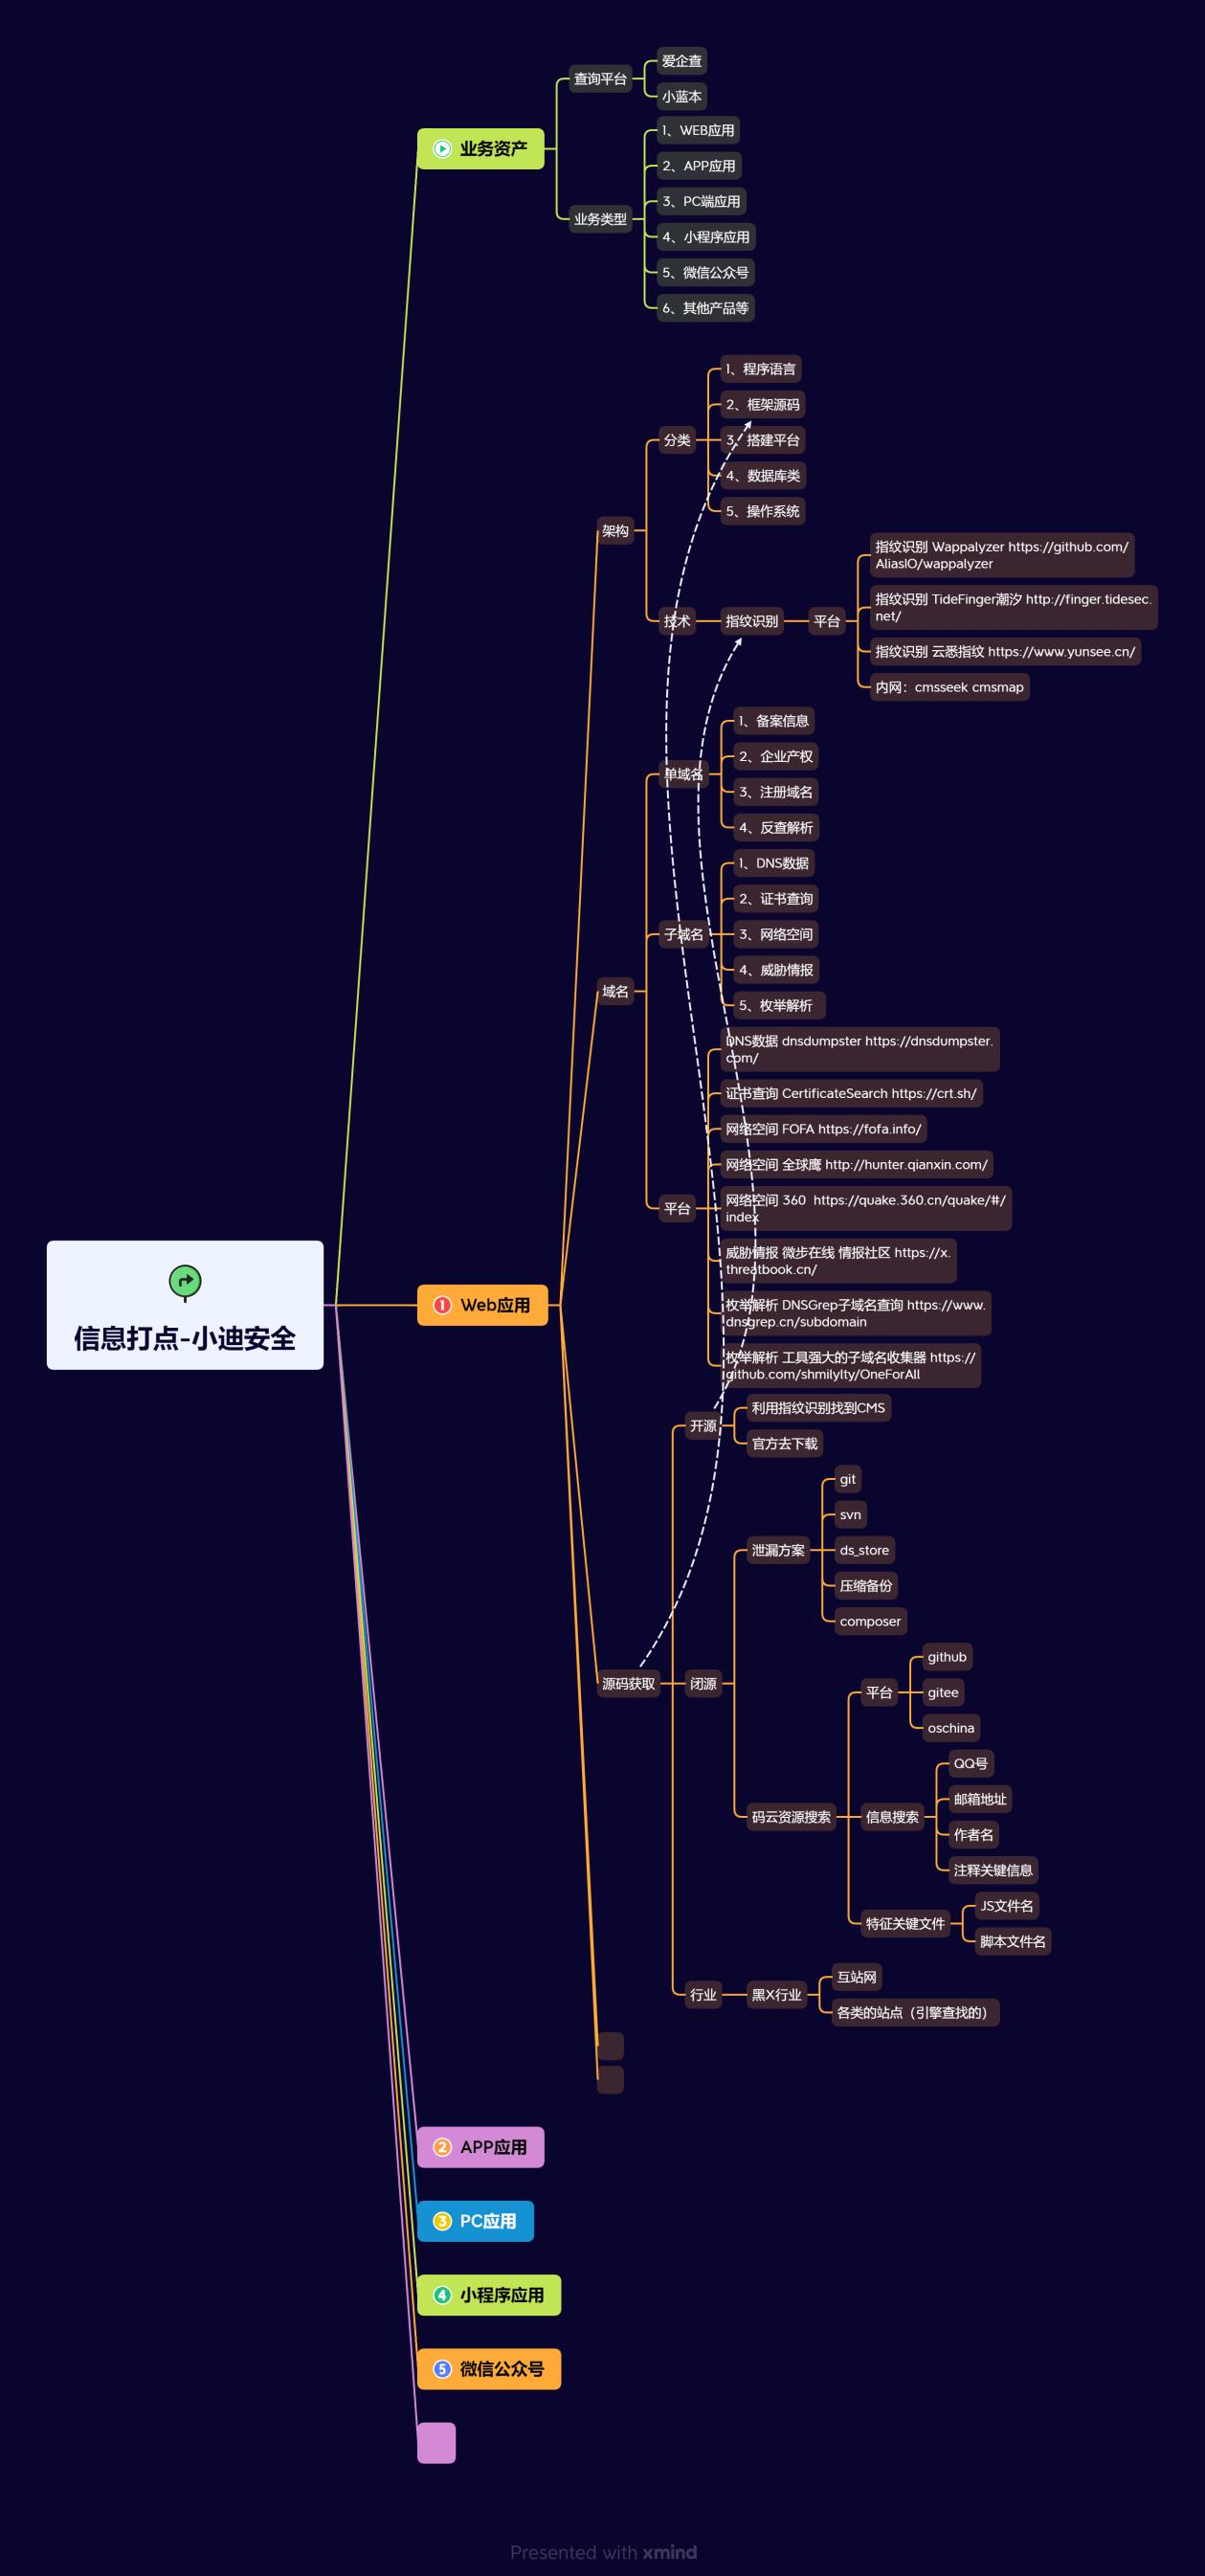 信息打点-小迪安全
业务资产
查询平台
爱企查
小蓝本
业务类型
1、WEB应用
2、APP应用
3、PC端应用
4、小程序应用
5、微信公众号
6、其他产品等
1 Web应用
架构
分类
1、程序语言
2、框架源码
3、搭建平台
4、数据库类
5、操作系统
技术
指纹识别
平台
指纹识别 Wappalyzer https://github.com/
AliasIO/wappalyzer
指纹识别 TideFinger潮汐 http://finger.tidesec.
net/
指纹识别 云悉指纹 https://www.yunsee.cn/
内网：cmsseek cmsmap
域名
单域名
1、备案信息
2、企业产权
3、注册域名
4、反查解析
子域名
1、DNS数据
2、证书查询
3、网络空间
4、威胁情报
5、枚举解析
平台
DNS数据 dnsdumpster https://dnsdumpster.
com/
证书查询 CertificateSearch https://crt.sh/
网络空间 FOFA https://fofa.info/
网络空间 全球鹰 http://hunter.qianxin.com/
网络空间 360  https://quake.360.cn/quake/#/
index
威胁情报 微步在线 情报社区 https://x.
threatbook.cn/
枚举解析 DNSGrep子域名查询 https://www.
dnsgrep.cn/subdomain
枚举解析 工具强大的子域名收集器 https://
github.com/shmilylty/OneForAll
源码获取
开源
利用指纹识别找到CMS
官方去下载
闭源
泄漏方案
git
svn
ds_store
压缩备份
composer
码云资源搜索
平台
github
gitee
oschina
信息搜索
QQ号
邮箱地址
作者名
注释关键信息
特征关键文件
JS文件名
脚本文件名
行业
黑X行业
互站网
各类的站点（引擎查找的）
2 APP应用
3 PC应用
4 小程序应用
5 微信公众号
Presented with xmind